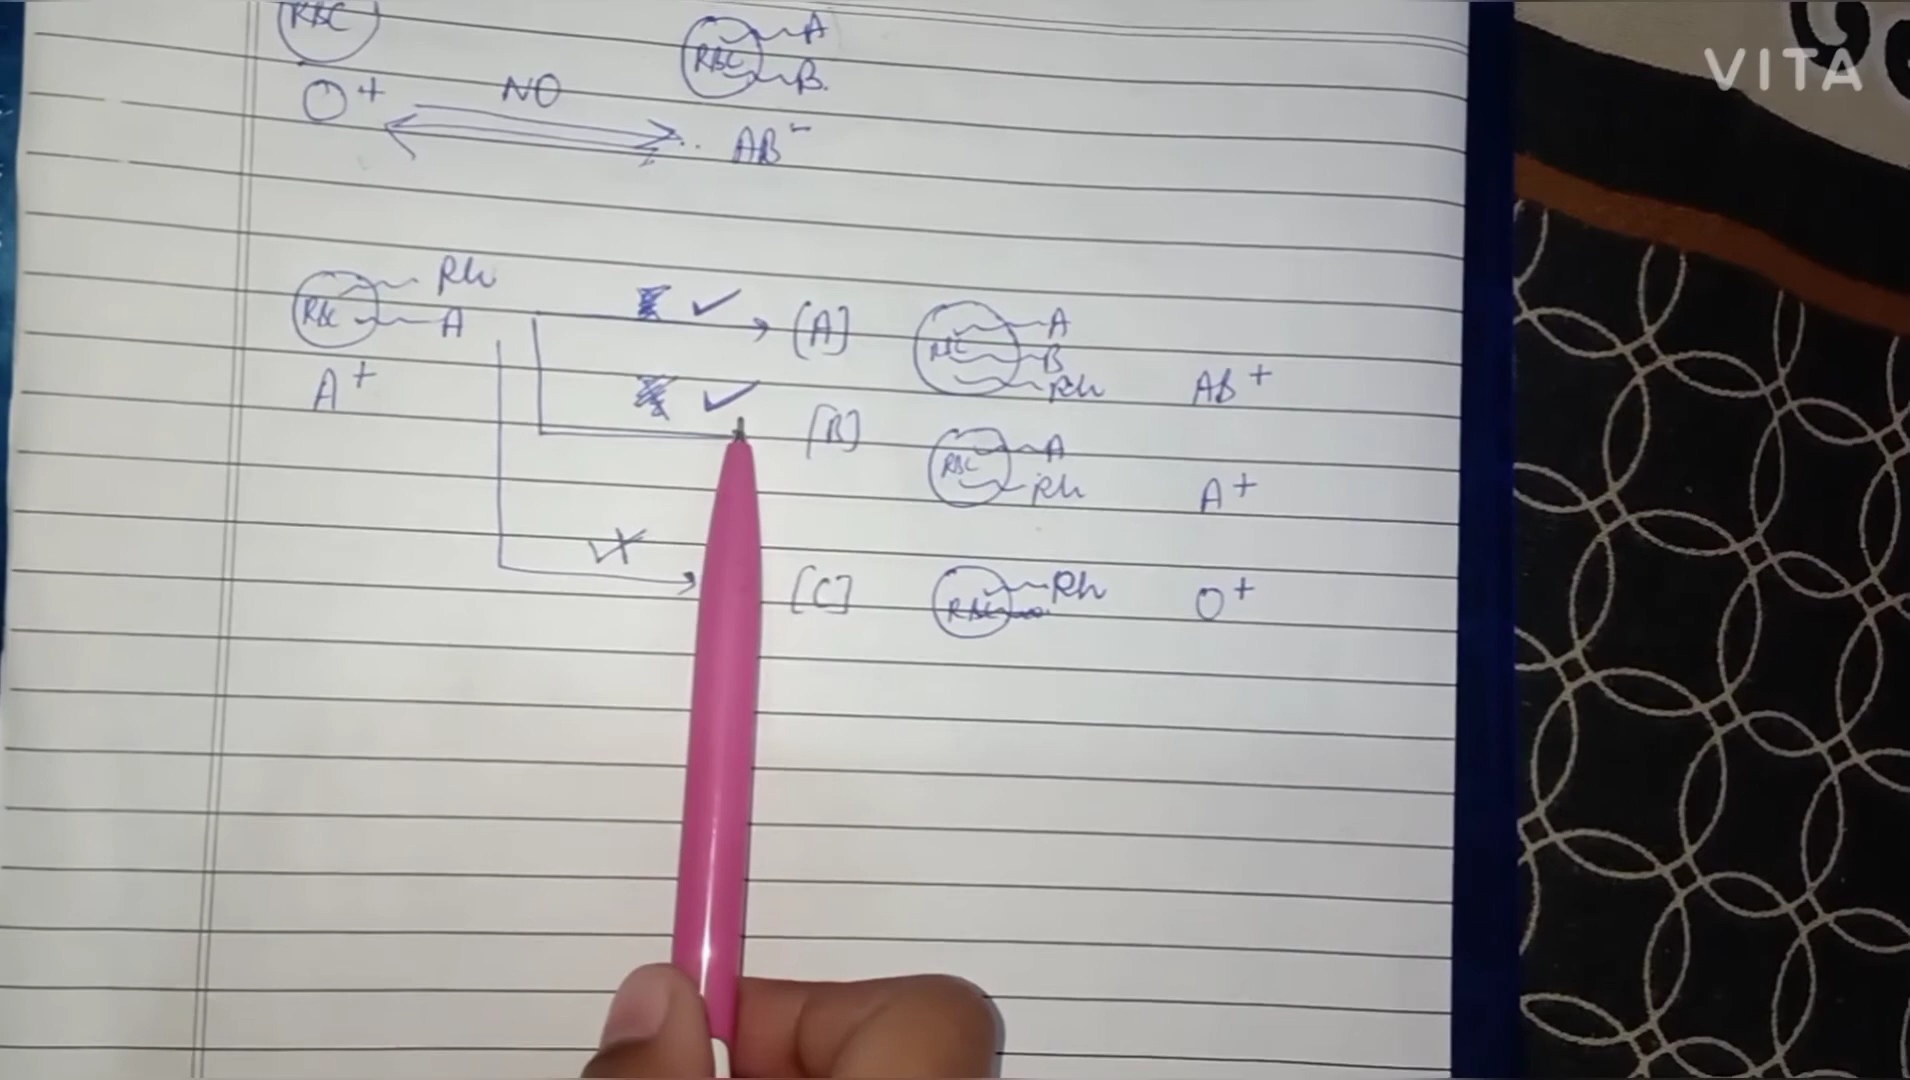 RBC
A
RBC
B.
O+ NO AB-
VITA
Rh
RBC A
A+
✓ [A]
RBC A
B
Rh
AB+
✓ [B]
RBC A
Rh
A+
[C]
RBC Rh
O+